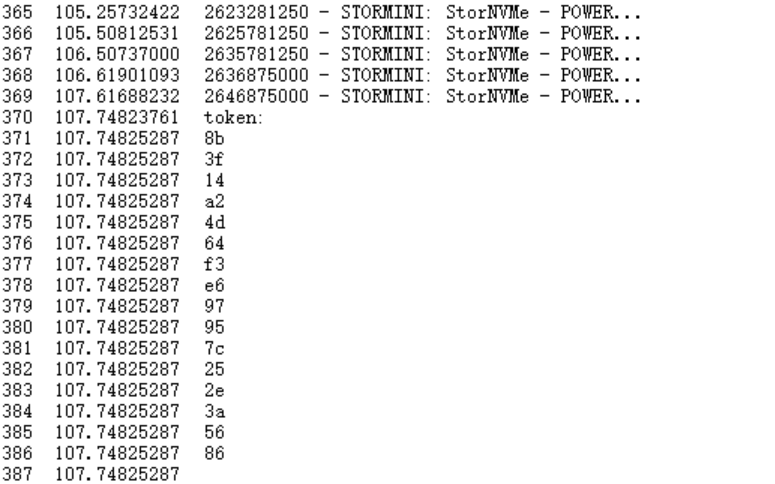 365 105.25732422 2623281250 - STORMINI: StorNVMe - POWER...
366 105.50812531 2625781250 - STORMINI: StorNVMe - POWER...
367 106.50737000 2635781250 - STORMINI: StorNVMe - POWER...
368 106.61901093 2636875000 - STORMINI: StorNVMe - POWER...
369 107.61688232 2646875000 - STORMINI: StorNVMe - POWER...
370 107.74823761 token:
371 107.74825287 8b
372 107.74825287 3f
373 107.74825287 14
374 107.74825287 a2
375 107.74825287 4d
376 107.74825287 64
377 107.74825287 f3
378 107.74825287 e6
379 107.74825287 97
380 107.74825287 95
381 107.74825287 7c
382 107.74825287 25
383 107.74825287 2e
384 107.74825287 3a
385 107.74825287 56
386 107.74825287 86
387 107.74825287